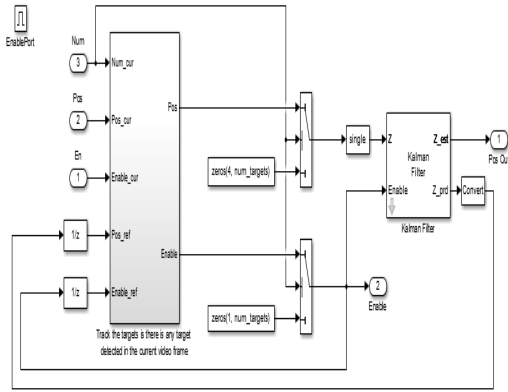 EnablePort
Num
3
Num_cur
Pos
2
Pos_cur
Pos
En
1
Enable_cur
1/z
Pos_ref
Enable
1/z
Enable_ref
Track the targets is there is any target
detected in the current video frame
zeros(4, num_targets)
zeros(1, num_targets)
single
Z
Z_est
Kalman
Filter
Enable
Z_prd
Kalman Filter
Convert
1
Pos Out
2
Enable